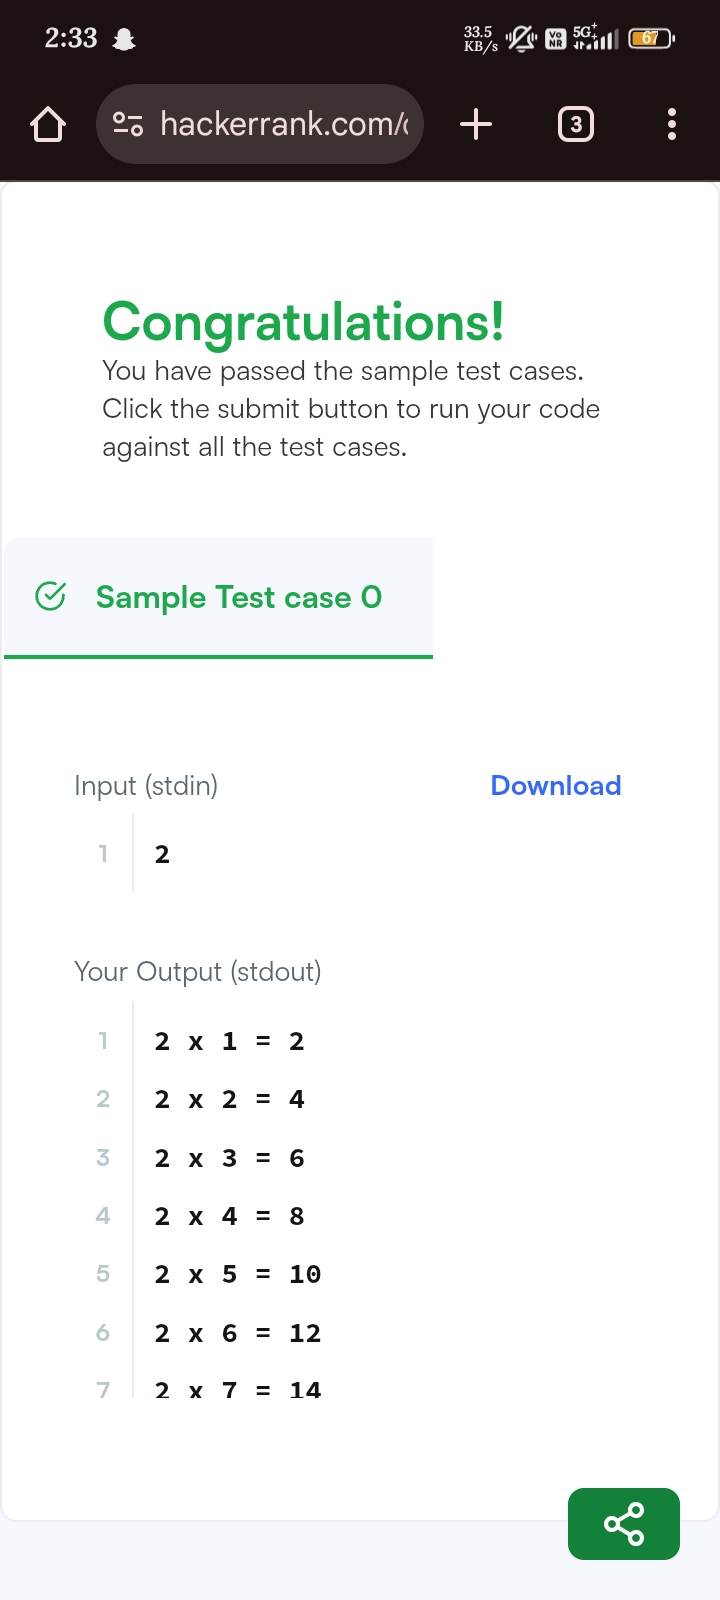 2:33
33.5
KB/s
Vo
NR
5G+
67
hackerrank.com/
3
Congratulations!
You have passed the sample test cases.
Click the submit button to run your code
against all the test cases.
Sample Test case 0
Input (stdin)
Download
1 2
Your Output (stdout)
1 2 x 1 = 2
2 2 x 2 = 4
3 2 x 3 = 6
4 2 x 4 = 8
5 2 x 5 = 10
6 2 x 6 = 12
7 2 x 7 = 14